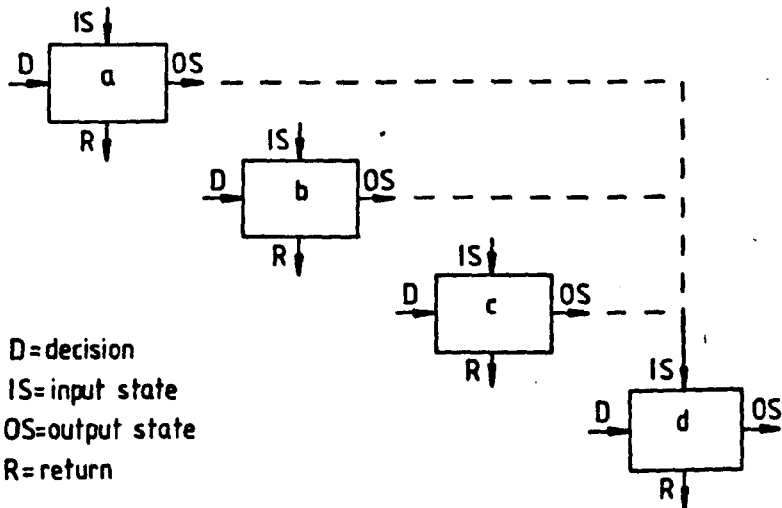 IS
D a OS
R
IS
D b OS
R
IS
D c OS
R
IS
D d OS
R
D=decision
IS=input state
OS=output state
R=return